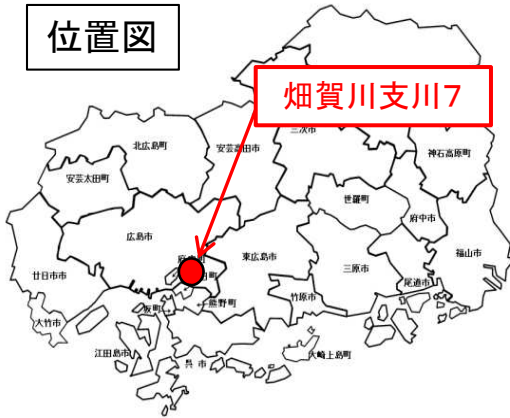 位置図
畑賀川支川7
三次市
北広島町
安芸高田市
神石高原町
安芸太田町
世羅町
府中市
広島市
東広島市
福山市
三原市
廿日市市
尾道市
竹原市
坂町
熊野町
大竹市
江田島市
呉市
大崎上島町